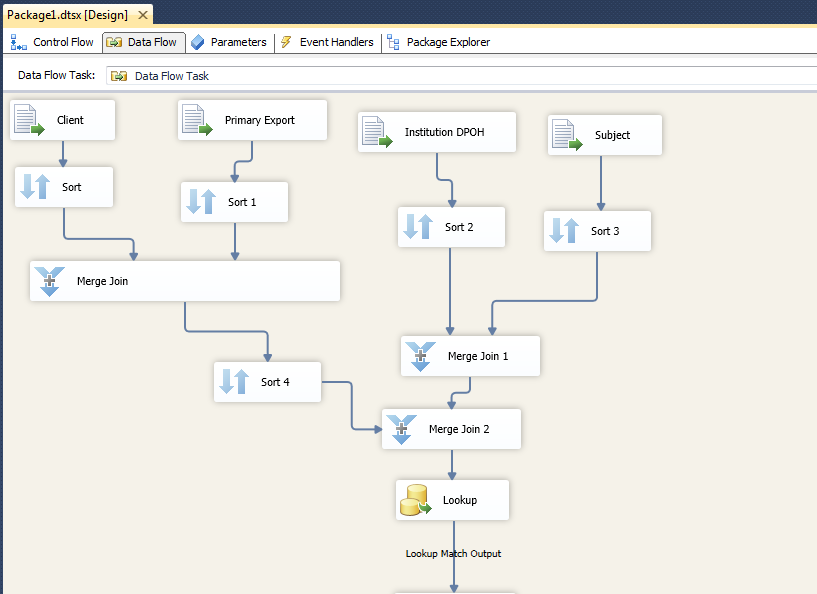 Package1.dtsx [Design]
Control Flow Data Flow Parameters Event Handlers Package Explorer
Data Flow Task: Data Flow Task
Client Primary Export Institution DPOH Subject
Sort Sort 1 Sort 2 Sort 3
Merge Join
Merge Join 1
Sort 4
Merge Join 2
Lookup
Lookup Match Output